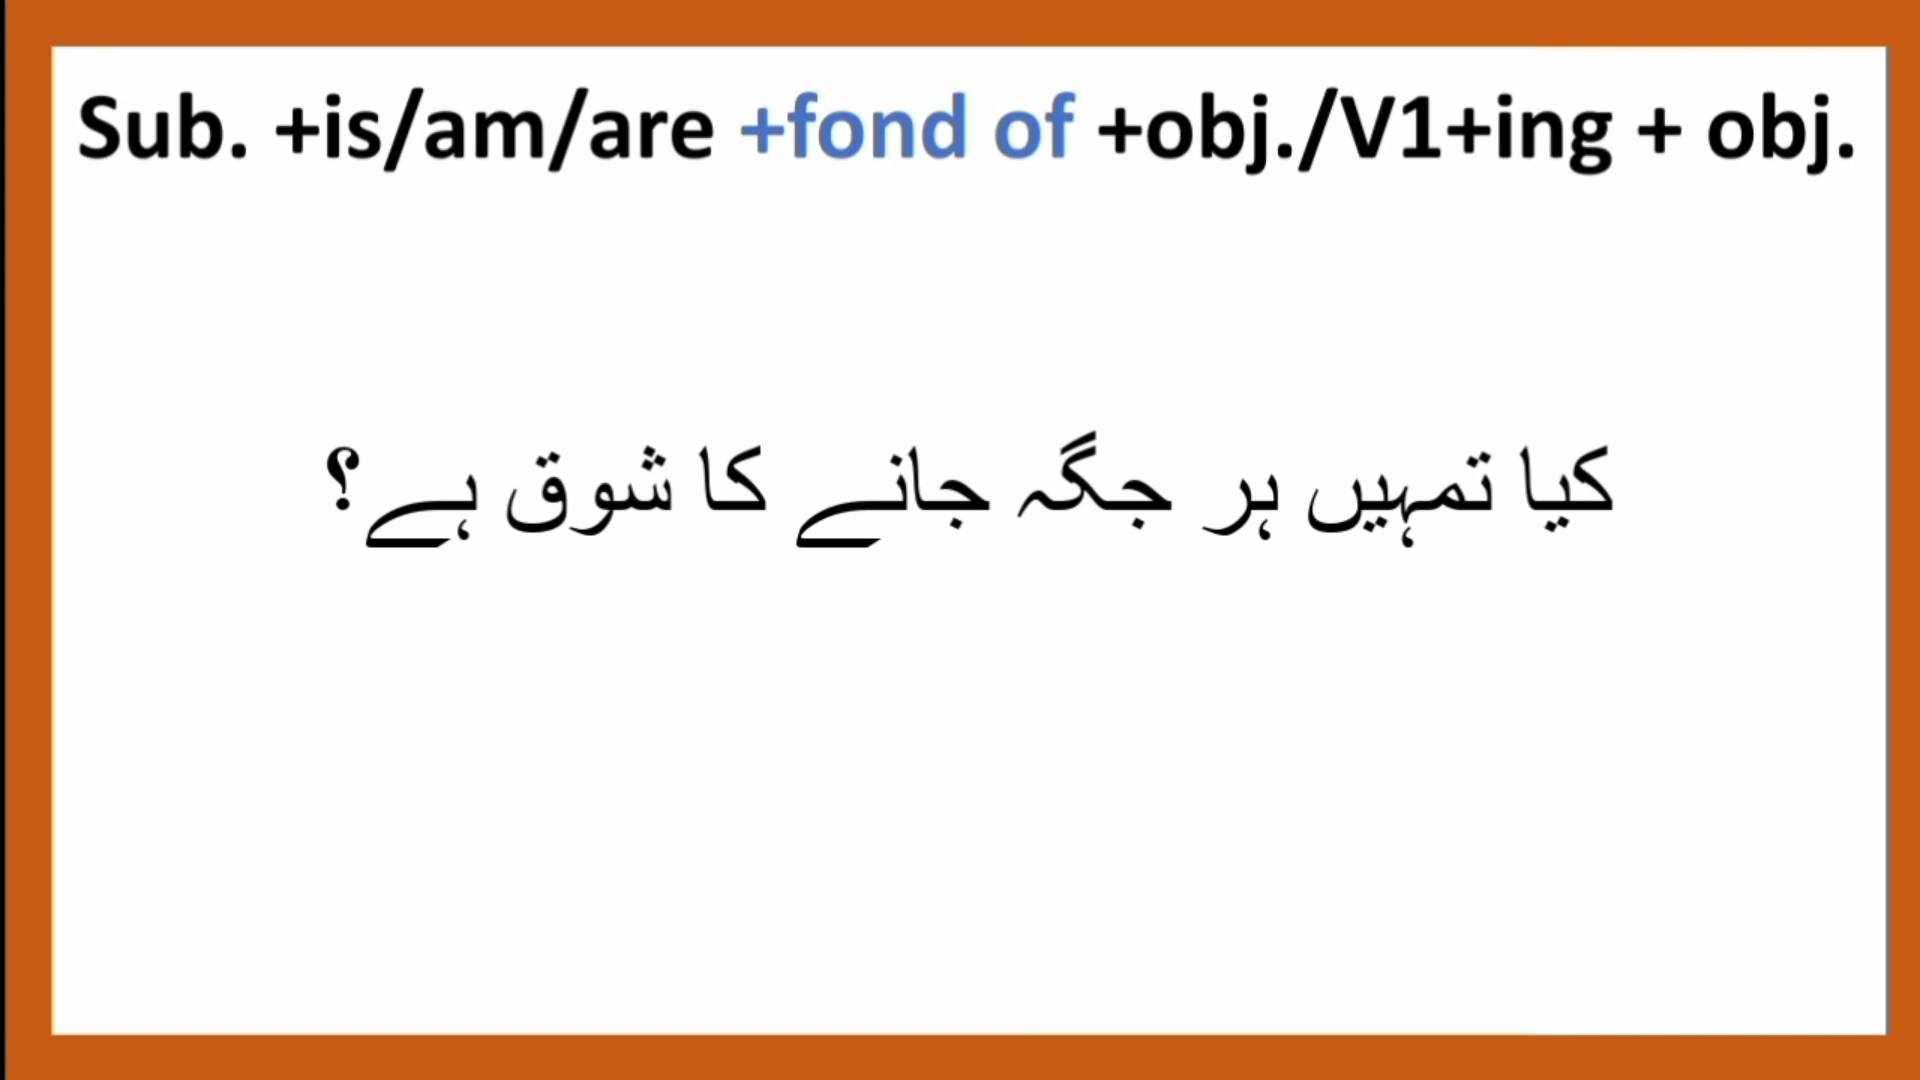 Sub. +is/am/are +fond of +obj./V1+ing + obj.
کیا تمہیں ہر جگہ جانے کا شوق ہے؟